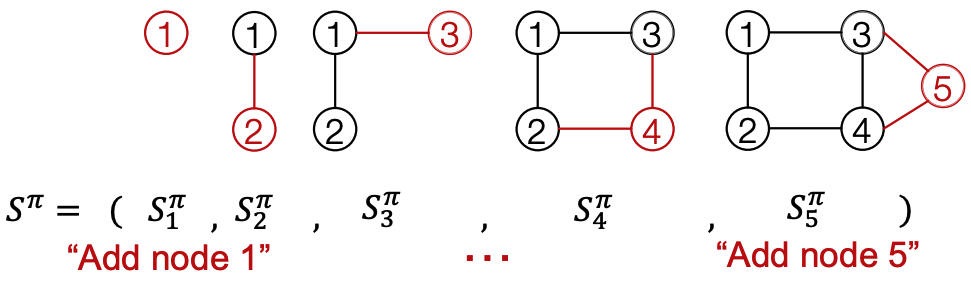 1 1 1 3 1 3 1 3
5
2 2 2 4 2 4
S^π = ( S_1^π , S_2^π , S_3^π , S_4^π , S_5^π )
“Add node 1” ... “Add node 5”